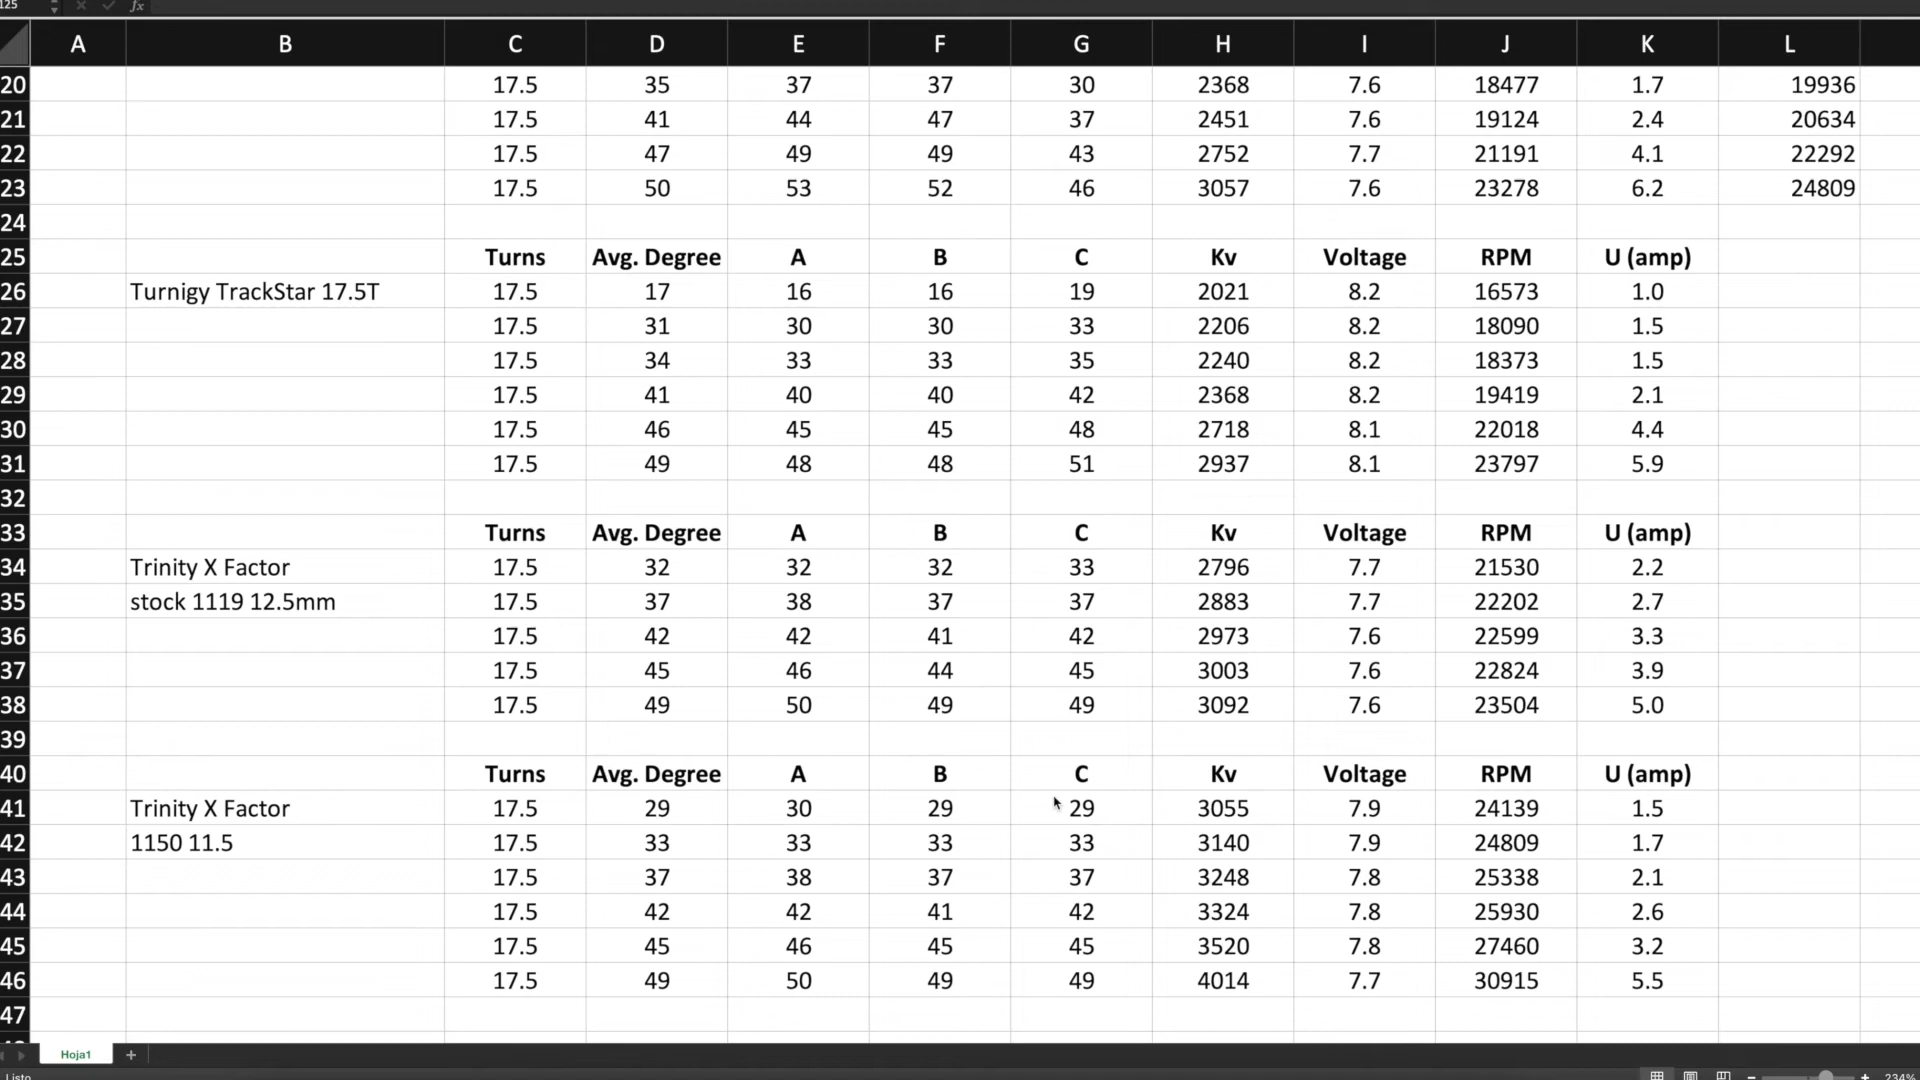 125 fx
A B C D E F G H I J K L
20 17.5 35 37 37 30 2368 7.6 18477 1.7 19936
21 17.5 41 44 47 37 2451 7.6 19124 2.4 20634
22 17.5 47 49 49 43 2752 7.7 21191 4.1 22292
23 17.5 50 53 52 46 3057 7.6 23278 6.2 24809
24
25 Turns Avg. Degree A B C Kv Voltage RPM U (amp)
26 Turnigy TrackStar 17.5T 17.5 17 16 16 19 2021 8.2 16573 1.0
27 17.5 31 30 30 33 2206 8.2 18090 1.5
28 17.5 34 33 33 35 2240 8.2 18373 1.5
29 17.5 41 40 40 42 2368 8.2 19419 2.1
30 17.5 46 45 45 48 2718 8.1 22018 4.4
31 17.5 49 48 48 51 2937 8.1 23797 5.9
32
33 Turns Avg. Degree A B C Kv Voltage RPM U (amp)
34 Trinity X Factor 17.5 32 32 32 33 2796 7.7 21530 2.2
35 stock 1119 12.5mm 17.5 37 38 37 37 2883 7.7 22202 2.7
36 17.5 42 42 41 42 2973 7.6 22599 3.3
37 17.5 45 46 44 45 3003 7.6 22824 3.9
38 17.5 49 50 49 49 3092 7.6 23504 5.0
39
40 Turns Avg. Degree A B C Kv Voltage RPM U (amp)
41 Trinity X Factor 17.5 29 30 29 29 3055 7.9 24139 1.5
42 1150 11.5 17.5 33 33 33 33 3140 7.9 24809 1.7
43 17.5 37 38 37 37 3248 7.8 25338 2.1
44 17.5 42 42 41 42 3324 7.8 25930 2.6
45 17.5 45 46 45 45 3520 7.8 27460 3.2
46 17.5 49 50 49 49 4014 7.7 30915 5.5
47
Hoja1 +
Listo 234%